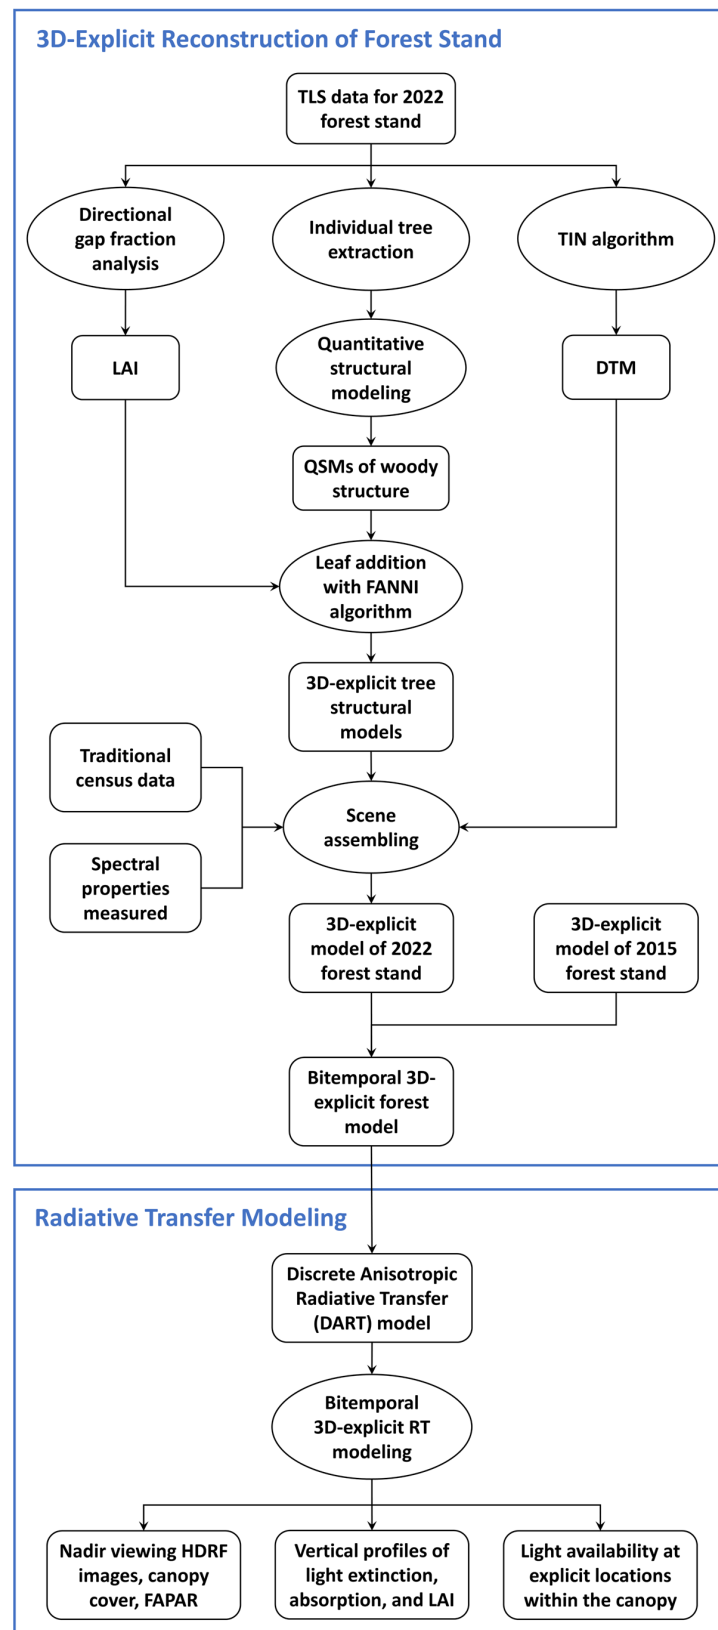 3D-Explicit Reconstruction of Forest Stand
TLS data for 2022
forest stand
Directional
gap fraction
analysis
Individual tree
extraction
TIN algorithm
LAI
Quantitative
structural
modeling
DTM
QSMs of woody
structure
Leaf addition
with FANNI
algorithm
3D-explicit tree
structural
models
Traditional
census data
Scene
assembling
Spectral
properties
measured
3D-explicit
model of 2022
forest stand
3D-explicit
model of 2015
forest stand
Bitemporal 3D-
explicit forest
model
Radiative Transfer Modeling
Discrete Anisotropic
Radiative Transfer
(DART) model
Bitemporal
3D-explicit RT
modeling
Nadir viewing HDRF
images, canopy
cover, FAPAR
Vertical profiles of
light extinction,
absorption, and LAI
Light availability at
explicit locations
within the canopy